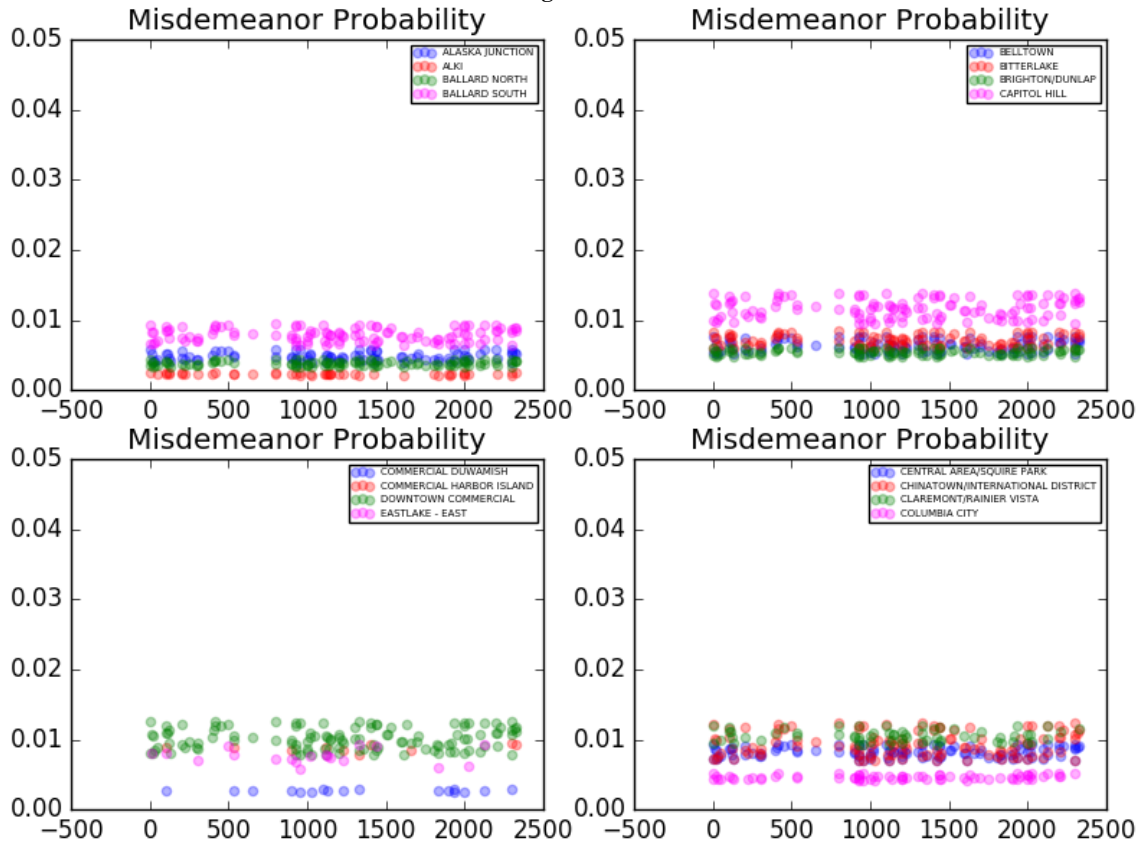 Misdemeanor Probability
0.05
0.04
0.03
0.02
0.01
0.00
−500 0 500 1000 1500 2000 2500
ALASKA JUNCTION
ALKI
BALLARD NORTH
BALLARD SOUTH
Misdemeanor Probability
0.05
0.04
0.03
0.02
0.01
0.00
−500 0 500 1000 1500 2000 2500
BELLTOWN
BITTERLAKE
BRIGHTON/DUNLAP
CAPITOL HILL
Misdemeanor Probability
0.05
0.04
0.03
0.02
0.01
0.00
−500 0 500 1000 1500 2000 2500
COMMERCIAL DUWAMISH
COMMERCIAL HARBOR ISLAND
DOWNTOWN COMMERCIAL
EASTLAKE - EAST
Misdemeanor Probability
0.05
0.04
0.03
0.02
0.01
0.00
−500 0 500 1000 1500 2000 2500
CENTRAL AREA/SQUIRE PARK
CHINATOWN/INTERNATIONAL DISTRICT
CLAREMONT/RAINIER VISTA
COLUMBIA CITY